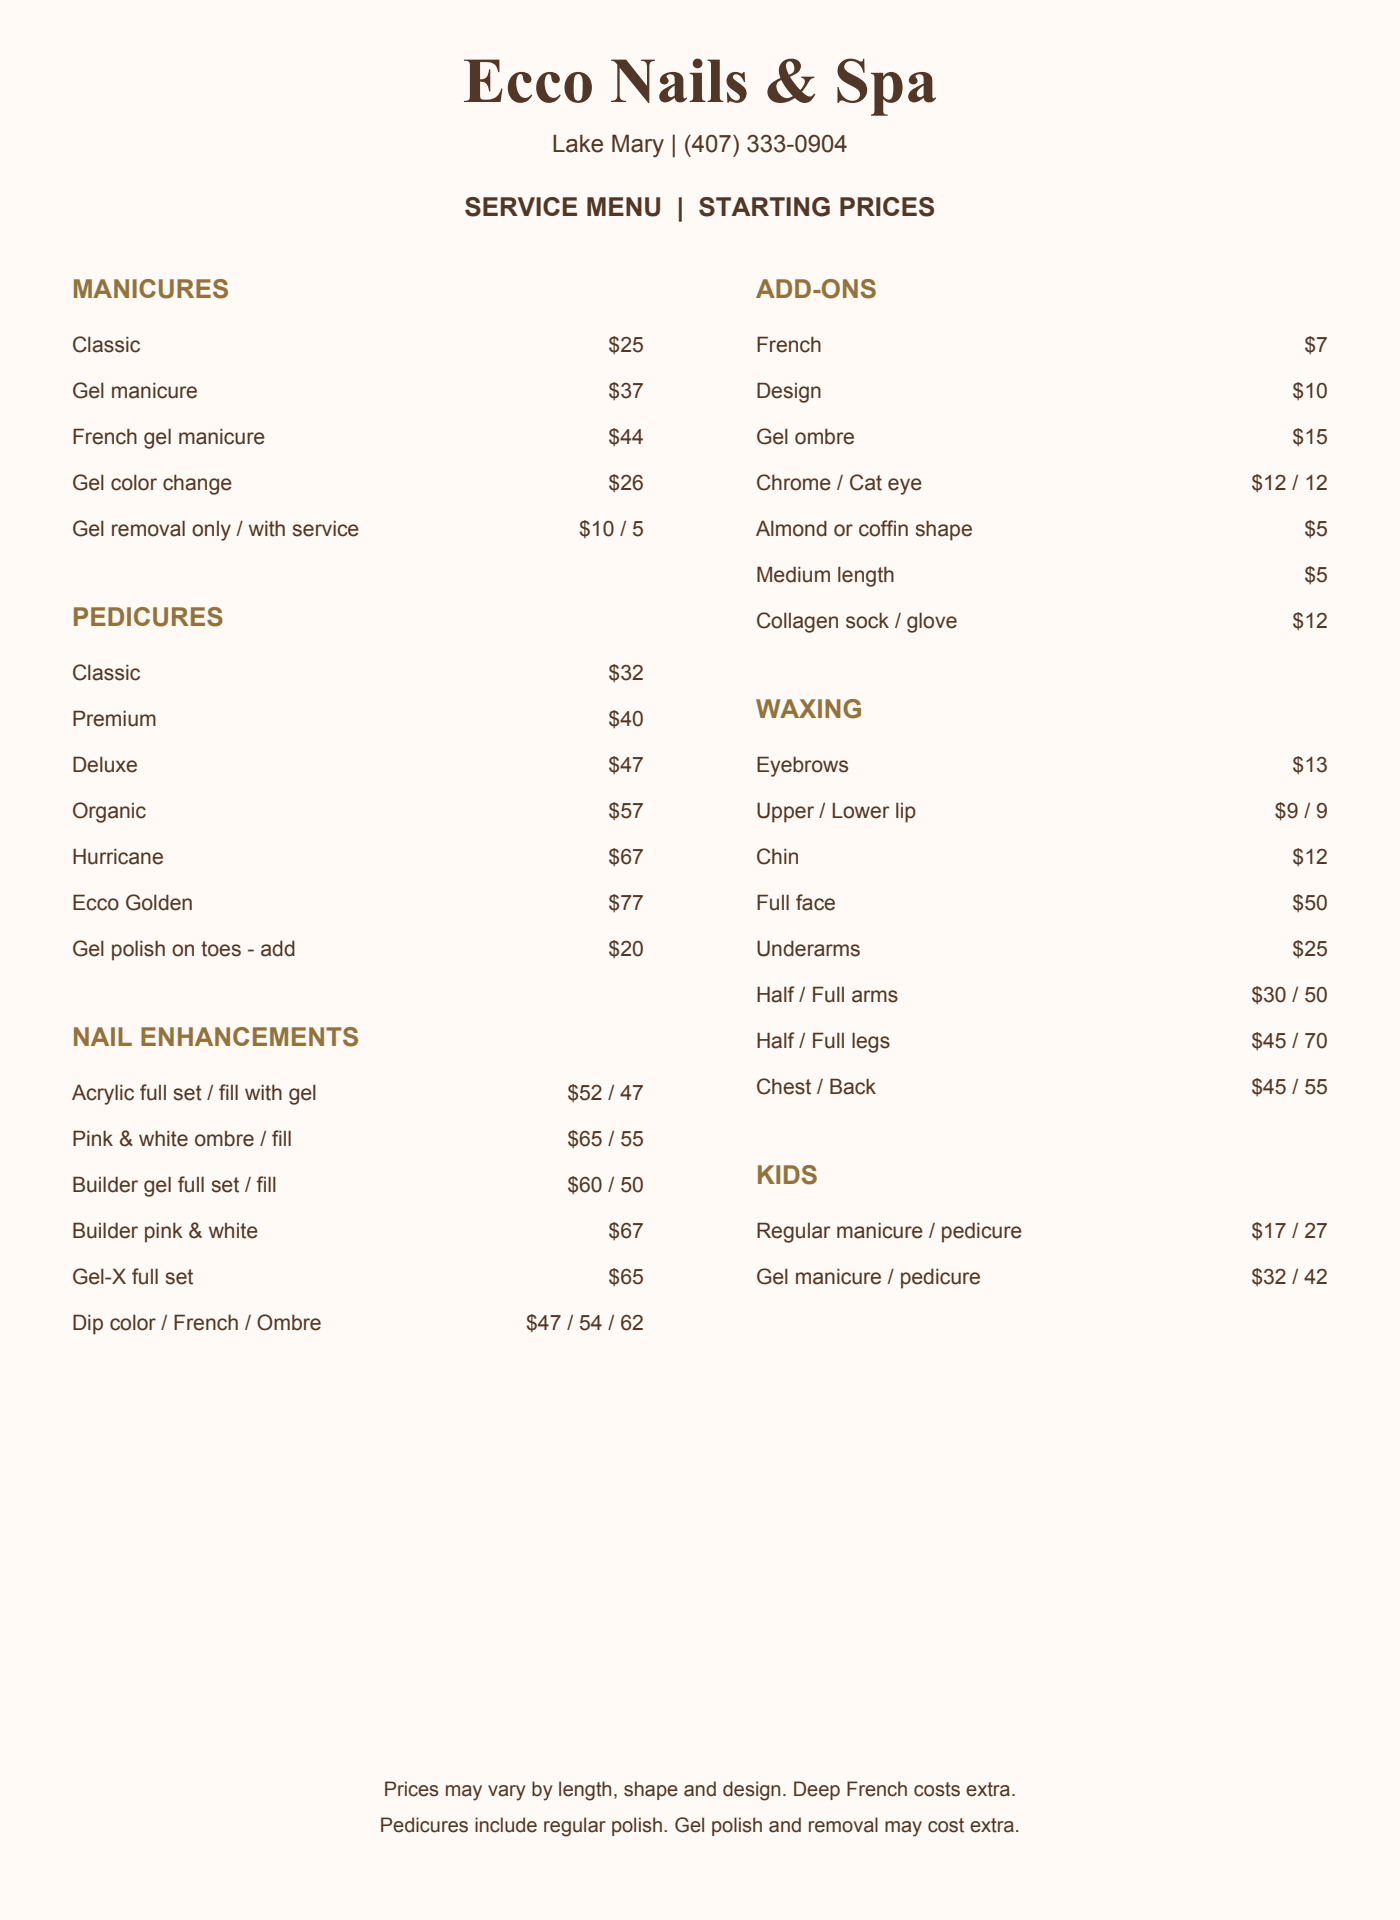 Ecco Nails & Spa
Lake Mary | (407) 333-0904
SERVICE MENU | STARTING PRICES
MANICURES
Classic $25
Gel manicure $37
French gel manicure $44
Gel color change $26
Gel removal only / with service $10 / 5
PEDICURES
Classic $32
Premium $40
Deluxe $47
Organic $57
Hurricane $67
Ecco Golden $77
Gel polish on toes - add $20
NAIL ENHANCEMENTS
Acrylic full set / fill with gel $52 / 47
Pink & white ombre / fill $65 / 55
Builder gel full set / fill $60 / 50
Builder pink & white $67
Gel-X full set $65
Dip color / French / Ombre $47 / 54 / 62
ADD-ONS
French $7
Design $10
Gel ombre $15
Chrome / Cat eye $12 / 12
Almond or coffin shape $5
Medium length $5
Collagen sock / glove $12
WAXING
Eyebrows $13
Upper / Lower lip $9 / 9
Chin $12
Full face $50
Underarms $25
Half / Full arms $30 / 50
Half / Full legs $45 / 70
Chest / Back $45 / 55
KIDS
Regular manicure / pedicure $17 / 27
Gel manicure / pedicure $32 / 42
Prices may vary by length, shape and design. Deep French costs extra.
Pedicures include regular polish. Gel polish and removal may cost extra.